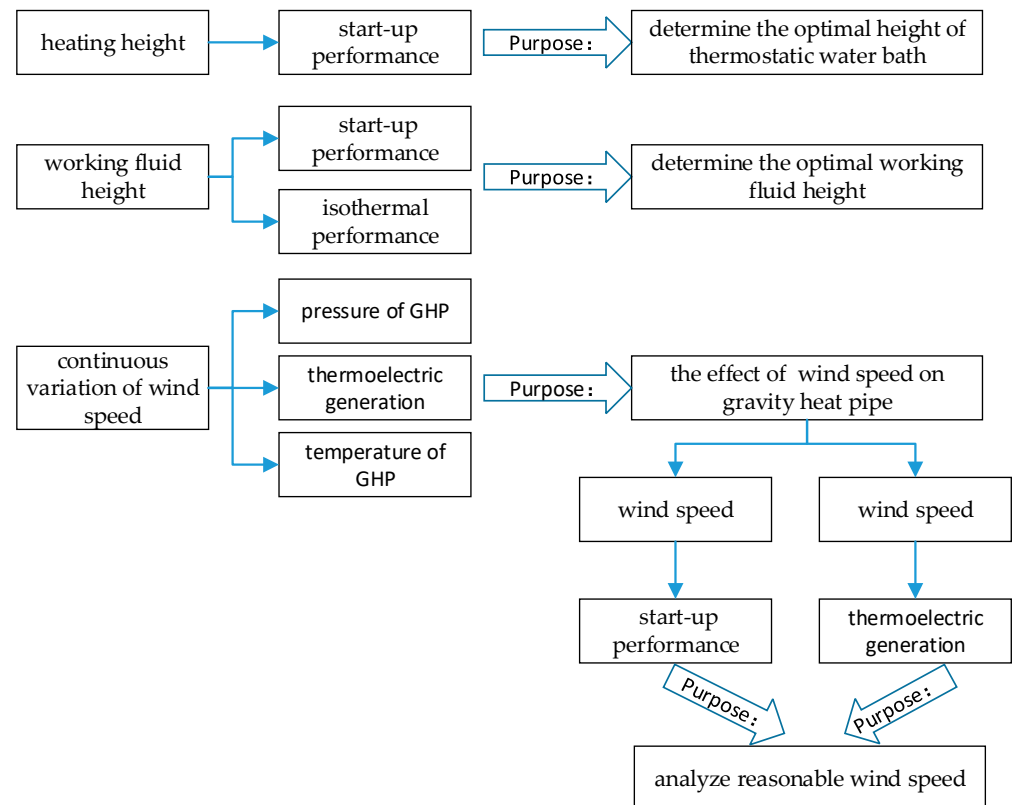 heating height
start-up
performance
Purpose:
determine the optimal height of
thermostatic water bath
working fluid
height
start-up
performance
isothermal
performance
Purpose:
determine the optimal working
fluid height
continuous
variation of wind
speed
pressure of GHP
thermoelectric
generation
temperature of
GHP
Purpose:
the effect of wind speed on
gravity heat pipe
wind speed
wind speed
start-up
performance
thermoelectric
generation
Purpose:
Purpose:
analyze reasonable wind speed